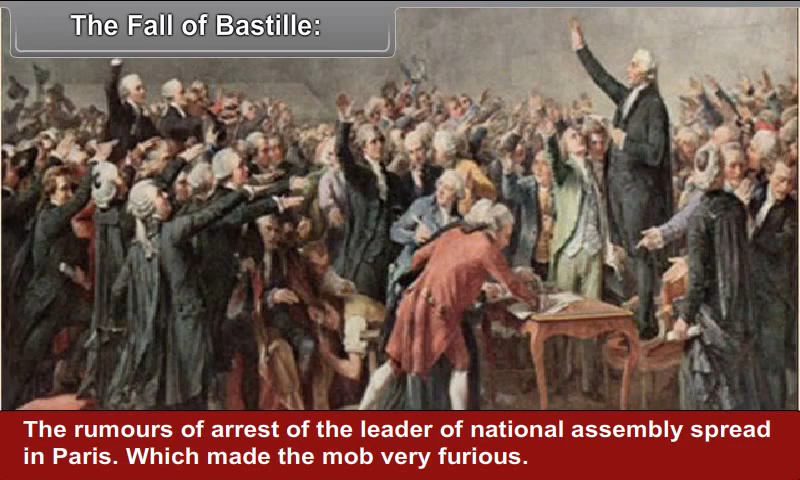 The Fall of Bastille:
The rumours of arrest of the leader of national assembly spread
in Paris. Which made the mob very furious.